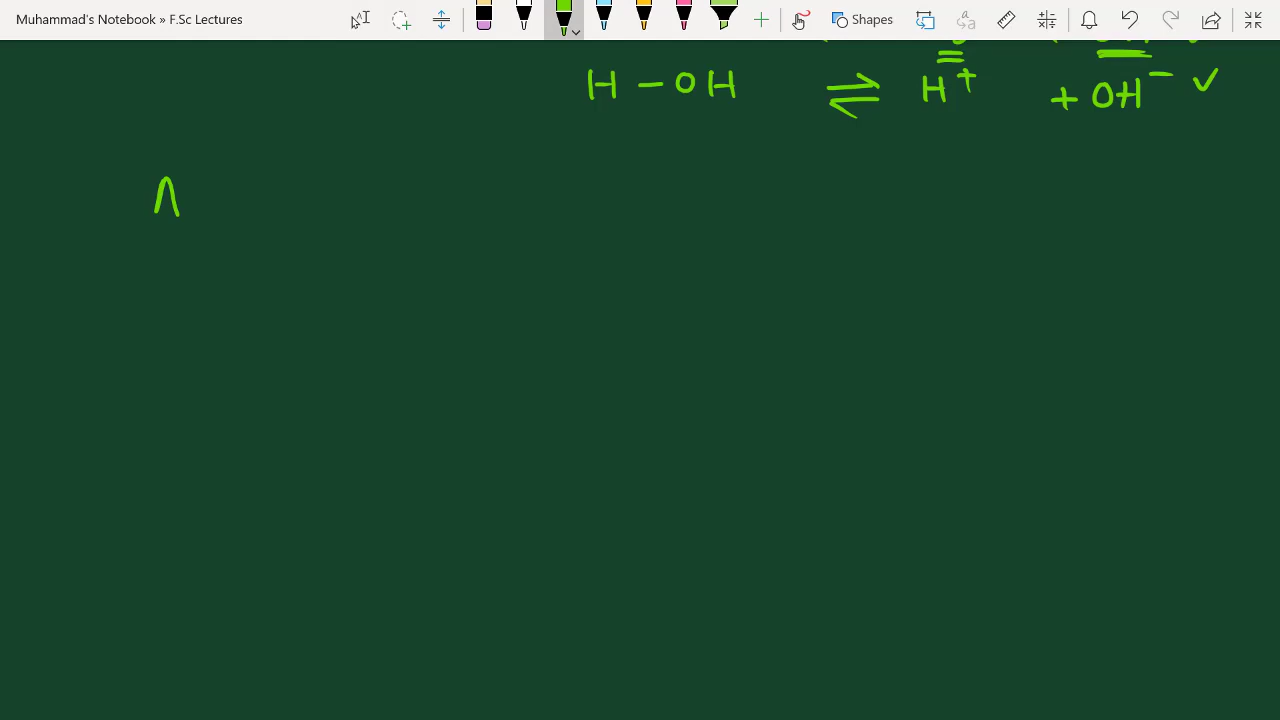 Muhammad's Notebook » F.Sc Lectures
Shapes
H – OH ⇌ H⁺ + OH⁻ ✓